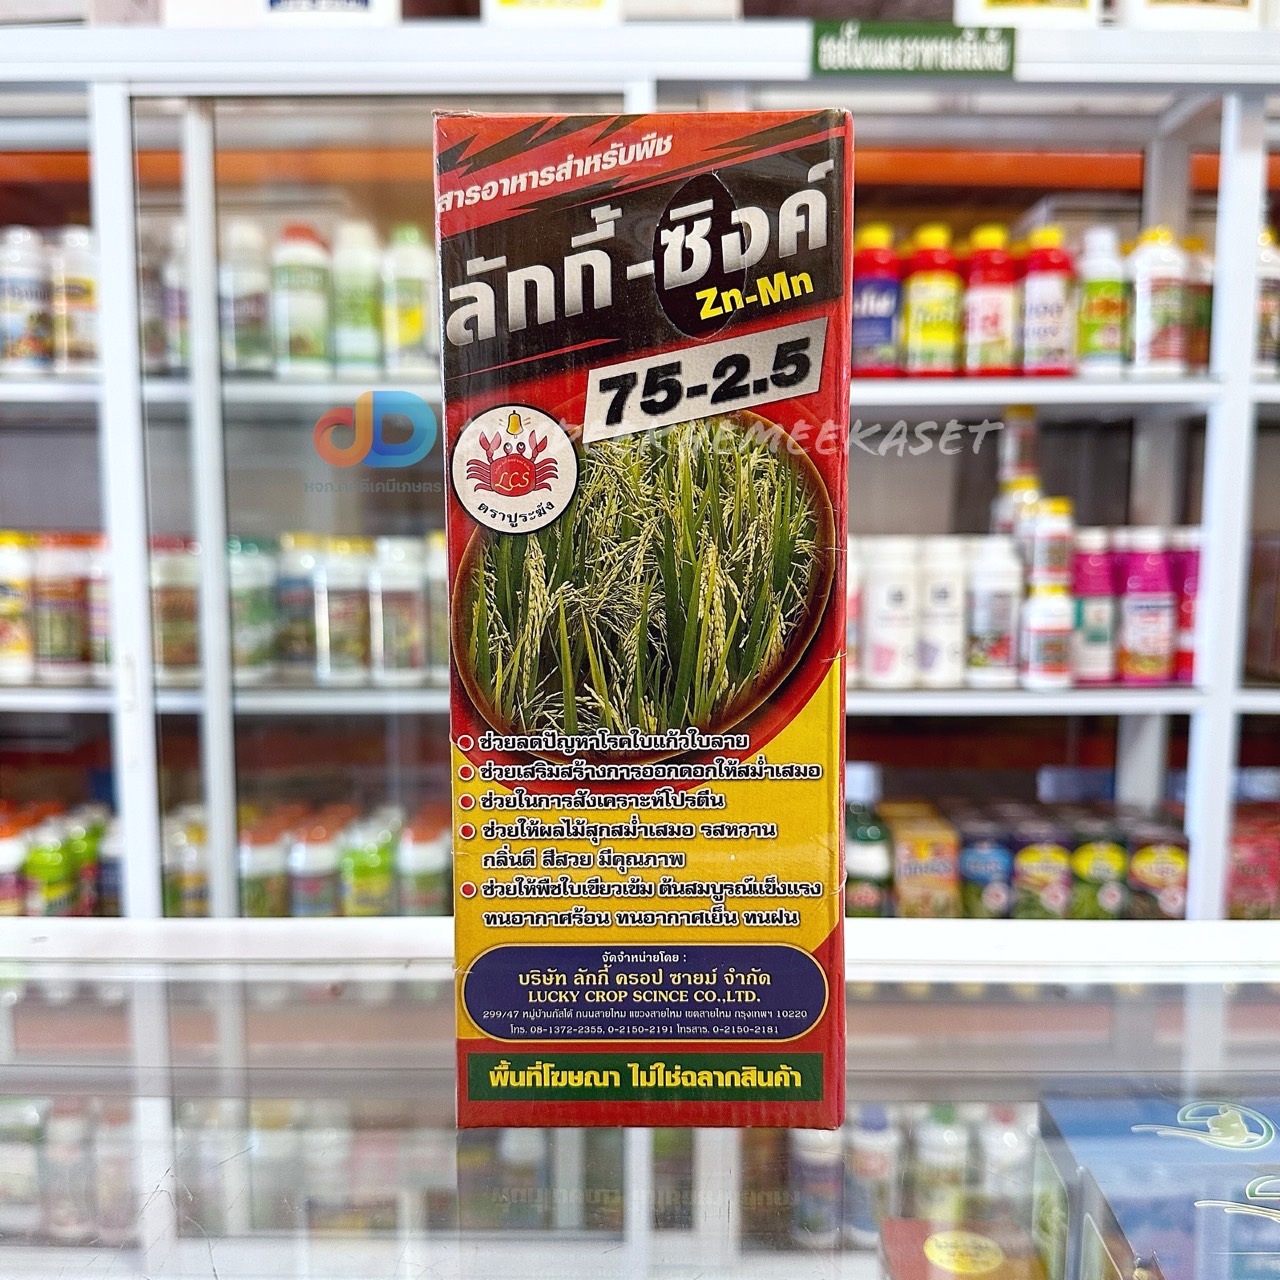 สารอาหารสำหรับพืช
ลักกี้-ซิงค์
Zn-Mn
75-2.5
LCS
ตราปูระฆัง
หจก.
ดีเคมีเกษตร
ช่วยลดปัญหาโรคใบแก้วใบลาย
ช่วยเสริมสร้างการออกดอกให้สม่ำเสมอ
ช่วยในการสังเคราะห์โปรตีน
ช่วยให้ผลไม้สุกสม่ำเสมอ รสหวาน
กลิ่นดี สีสวย มีคุณภาพ
ช่วยให้พืชใบเขียวเข้ม ต้นสมบูรณ์แข็งแรง
ทนอากาศร้อน ทนอากาศเย็น ทนฝน
จัดจำหน่ายโดย :
บริษัท ลักกี้ ครอป ซายม์ จำกัด
LUCKY CROP SCINCE CO.,LTD.
299/47 หมู่บ้านกัสโต้ ถนนสายไหม แขวงสายไหม เขตสายไหม กรุงเทพฯ 10220
โทร. 08-1372-2355, 0-2150-2191 โทรสาร. 0-2150-2181
พื้นที่โฆษณา ไม่ใช่ฉลากสินค้า